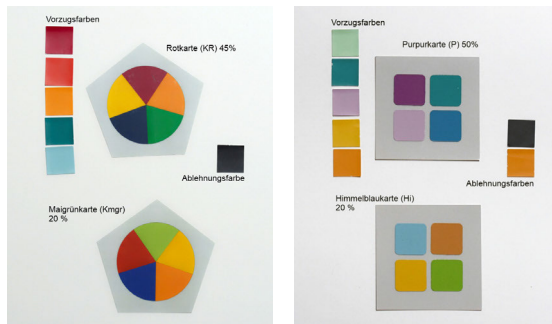 Vorzugsfarben
Rotkarte (KR) 45%
Ablehnungsfarbe
Maigrünkarte (Kmgr)
20 %
Vorzugsfarben
Purpurkarte (P) 50%
Ablehnungsfarben
Himmelblaukarte (Hi)
20 %